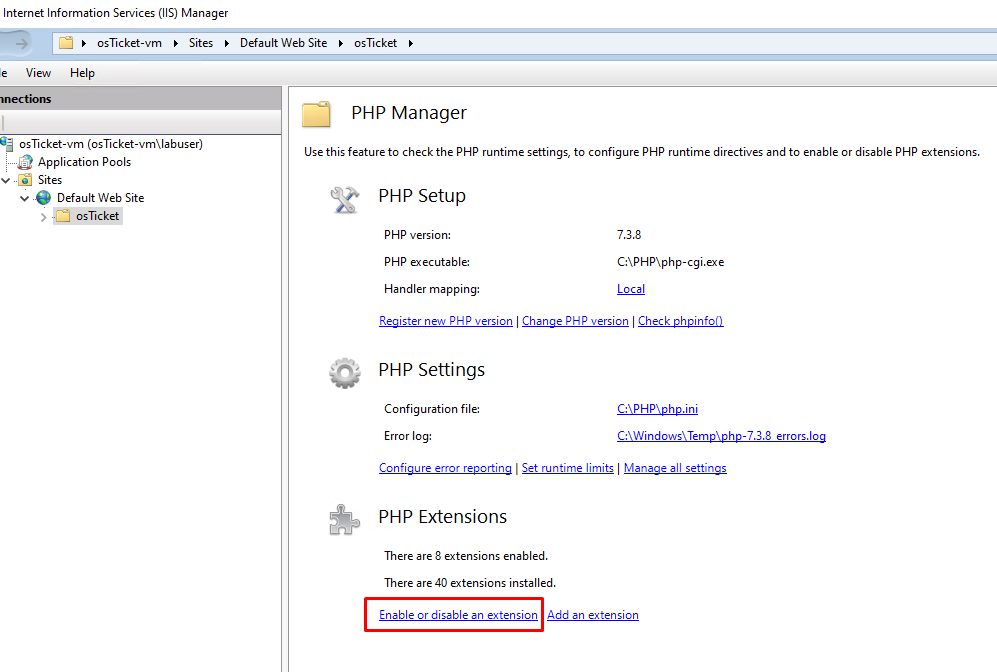 Internet Information Services (IIS) Manager
osTicket-vm Sites Default Web Site osTicket
View Help
nnections
osTicket-vm (osTicket-vm\labuser)
Application Pools
Sites
Default Web Site
osTicket
PHP Manager
Use this feature to check the PHP runtime settings, to configure PHP runtime directives and to enable or disable PHP extensions.
PHP Setup
PHP version: 7.3.8
PHP executable: C:\PHP\php-cgi.exe
Handler mapping: Local
Register new PHP version | Change PHP version | Check phpinfo()
PHP Settings
Configuration file: C:\PHP\php.ini
Error log: C:\Windows\Temp\php-7.3.8_errors.log
Configure error reporting | Set runtime limits | Manage all settings
PHP Extensions
There are 8 extensions enabled.
There are 40 extensions installed.
Enable or disable an extension Add an extension